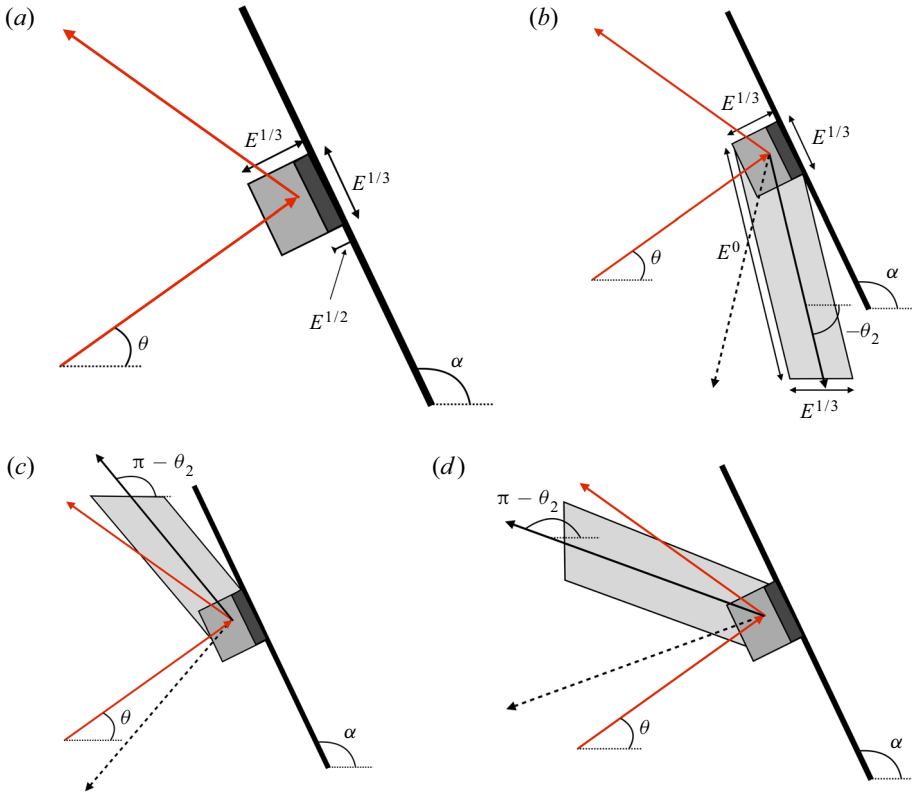 (a)
E^{1/3}
E^{1/3}
E^{1/2}
θ
α
(b)
E^{1/3}
E^{1/3}
E^0
θ
α
−θ_2
E^{1/3}
(c)
π − θ_2
θ
α
(d)
π − θ_2
θ
α